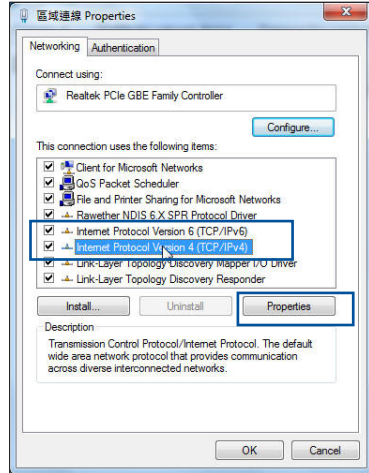 區域連線 Properties
Networking Authentication
Connect using:
Realtek PCIe GBE Family Controller
Configure...
This connection uses the following items:
Client for Microsoft Networks
QoS Packet Scheduler
File and Printer Sharing for Microsoft Networks
Rawether NDIS 6.X SPR Protocol Driver
Internet Protocol Version 6 (TCP/IPv6)
Internet Protocol Version 4 (TCP/IPv4)
Link-Layer Topology Discovery Mapper I/O Driver
Link-Layer Topology Discovery Responder
Install... Uninstall Properties
Description
Transmission Control Protocol/Internet Protocol. The default
wide area network protocol that provides communication
across diverse interconnected networks.
OK Cancel